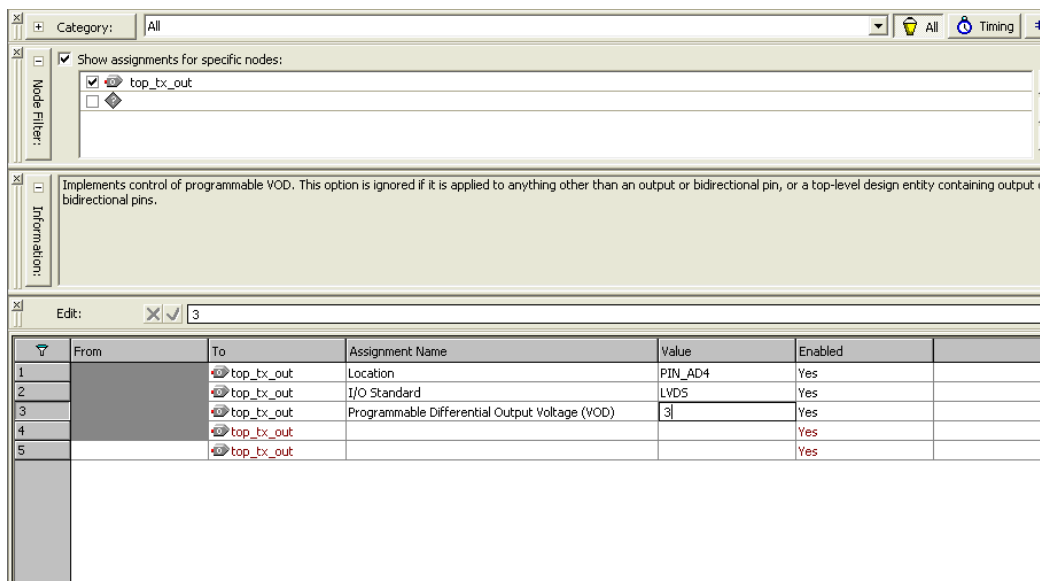 Category: All All Timing
Show assignments for specific nodes:
Node Filter:
top_tx_out
Information:
Implements control of programmable VOD. This option is ignored if it is applied to anything other than an output or bidirectional pin, or a top-level design entity containing output
bidirectional pins.
Edit: 3
From To Assignment Name Value Enabled
1 top_tx_out Location PIN_AD4 Yes
2 top_tx_out I/O Standard LVDS Yes
3 top_tx_out Programmable Differential Output Voltage (VOD) 3 Yes
4 top_tx_out Yes
5 top_tx_out Yes